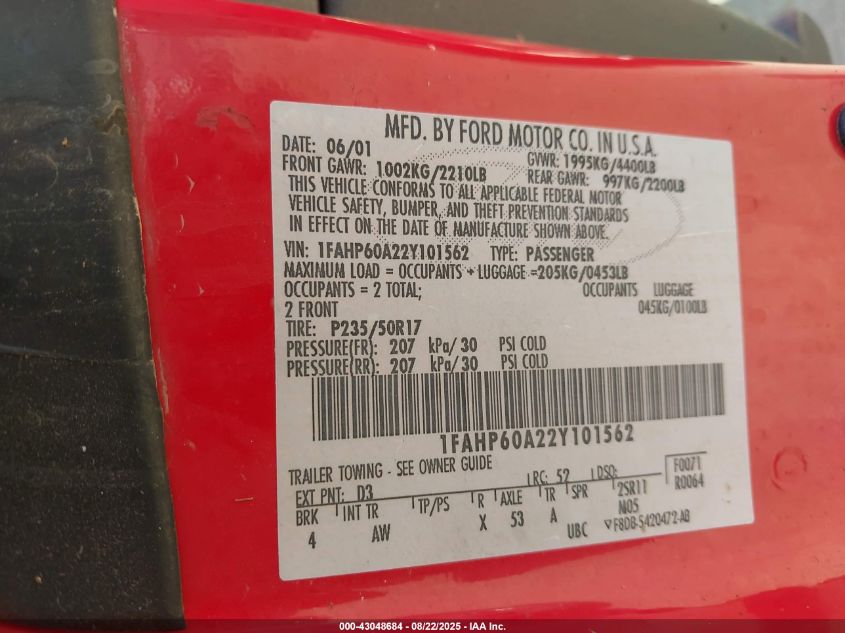 MFD. BY FORD MOTOR CO. IN U.S.A.
DATE: 06/01 GVWR: 1995KG/4400LB
FRONT GAWR: 1002KG/2210LB REAR GAWR: 997KG/2200LB
THIS VEHICLE CONFORMS TO ALL APPLICABLE FEDERAL MOTOR
VEHICLE SAFETY, BUMPER, AND THEFT PREVENTION STANDARDS
IN EFFECT ON THE DATE OF MANUFACTURE SHOWN ABOVE.
VIN: 1FAHP60A22Y101562 TYPE: PASSENGER
MAXIMUM LOAD = OCCUPANTS + LUGGAGE =205KG/0453LB
OCCUPANTS = 2 TOTAL; OCCUPANTS LUGGAGE
2 FRONT 045KG/0100LB
TIRE: P235/50R17
PRESSURE(FR): 207 kPa/30 PSI COLD
PRESSURE(RR): 207 kPa/30 PSI COLD
1FAHP60A22Y101562
TRAILER TOWING - SEE OWNER GUIDE
EXT PNT: D3 RC: 52 DSO: F0071
BRK INT TR TP/PS R AXLE TR SPR 2SR11 R0064
4 AW X 53 A N05
UBC F8DB-5420472-AB
000-43048684 | 08/22/2025 - IAA Inc.